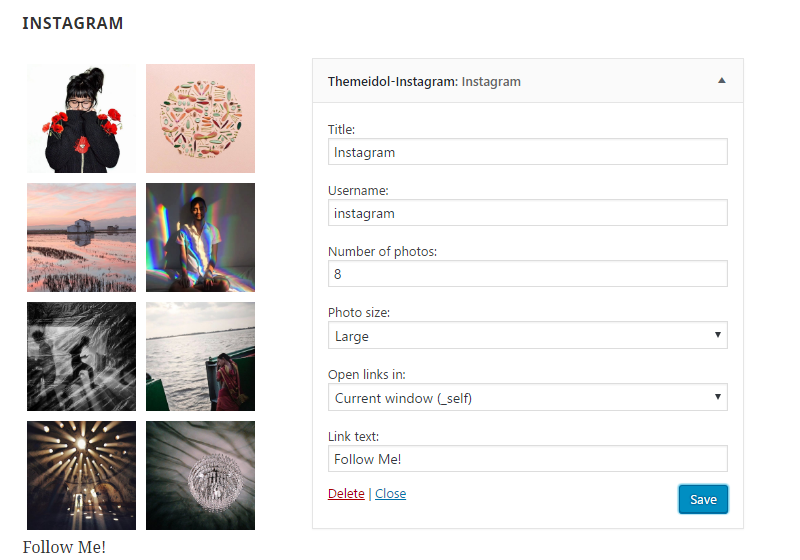 INSTAGRAM
Themeidol-Instagram: Instagram
Title:
Instagram
Username:
instagram
Number of photos:
8
Photo size:
Large
Open links in:
Current window (_self)
Link text:
Follow Me!
Delete | Close
Save
Follow Me!